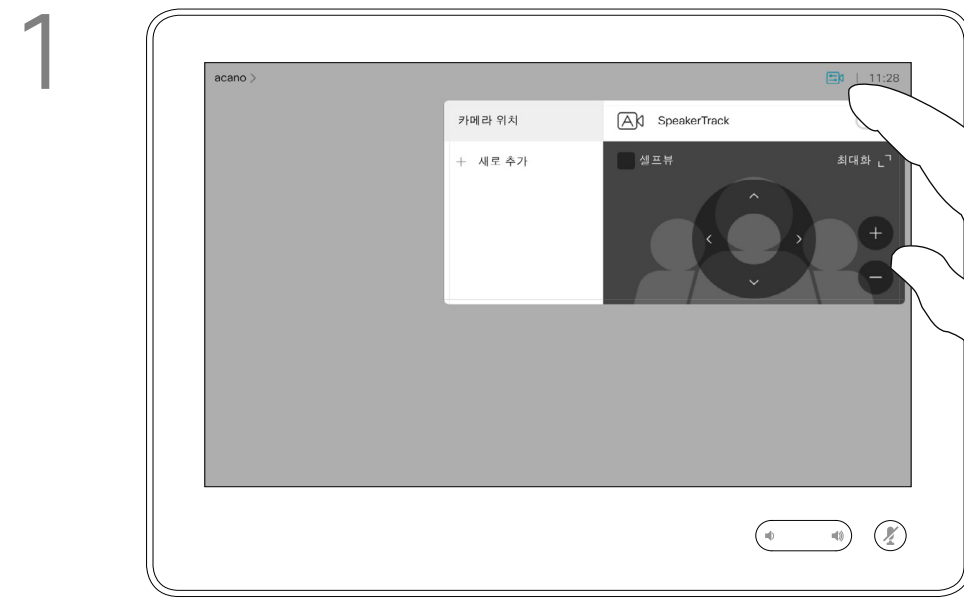 1
acano >
11:28
카메라 위치
SpeakerTrack
+ 새로 추가
셀프뷰
최대화